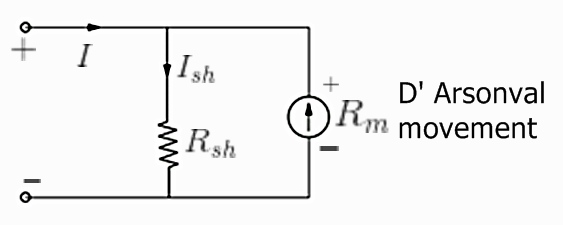 +
I
I_sh
R_sh
+
R_m
−
D' Arsonval
movement
−